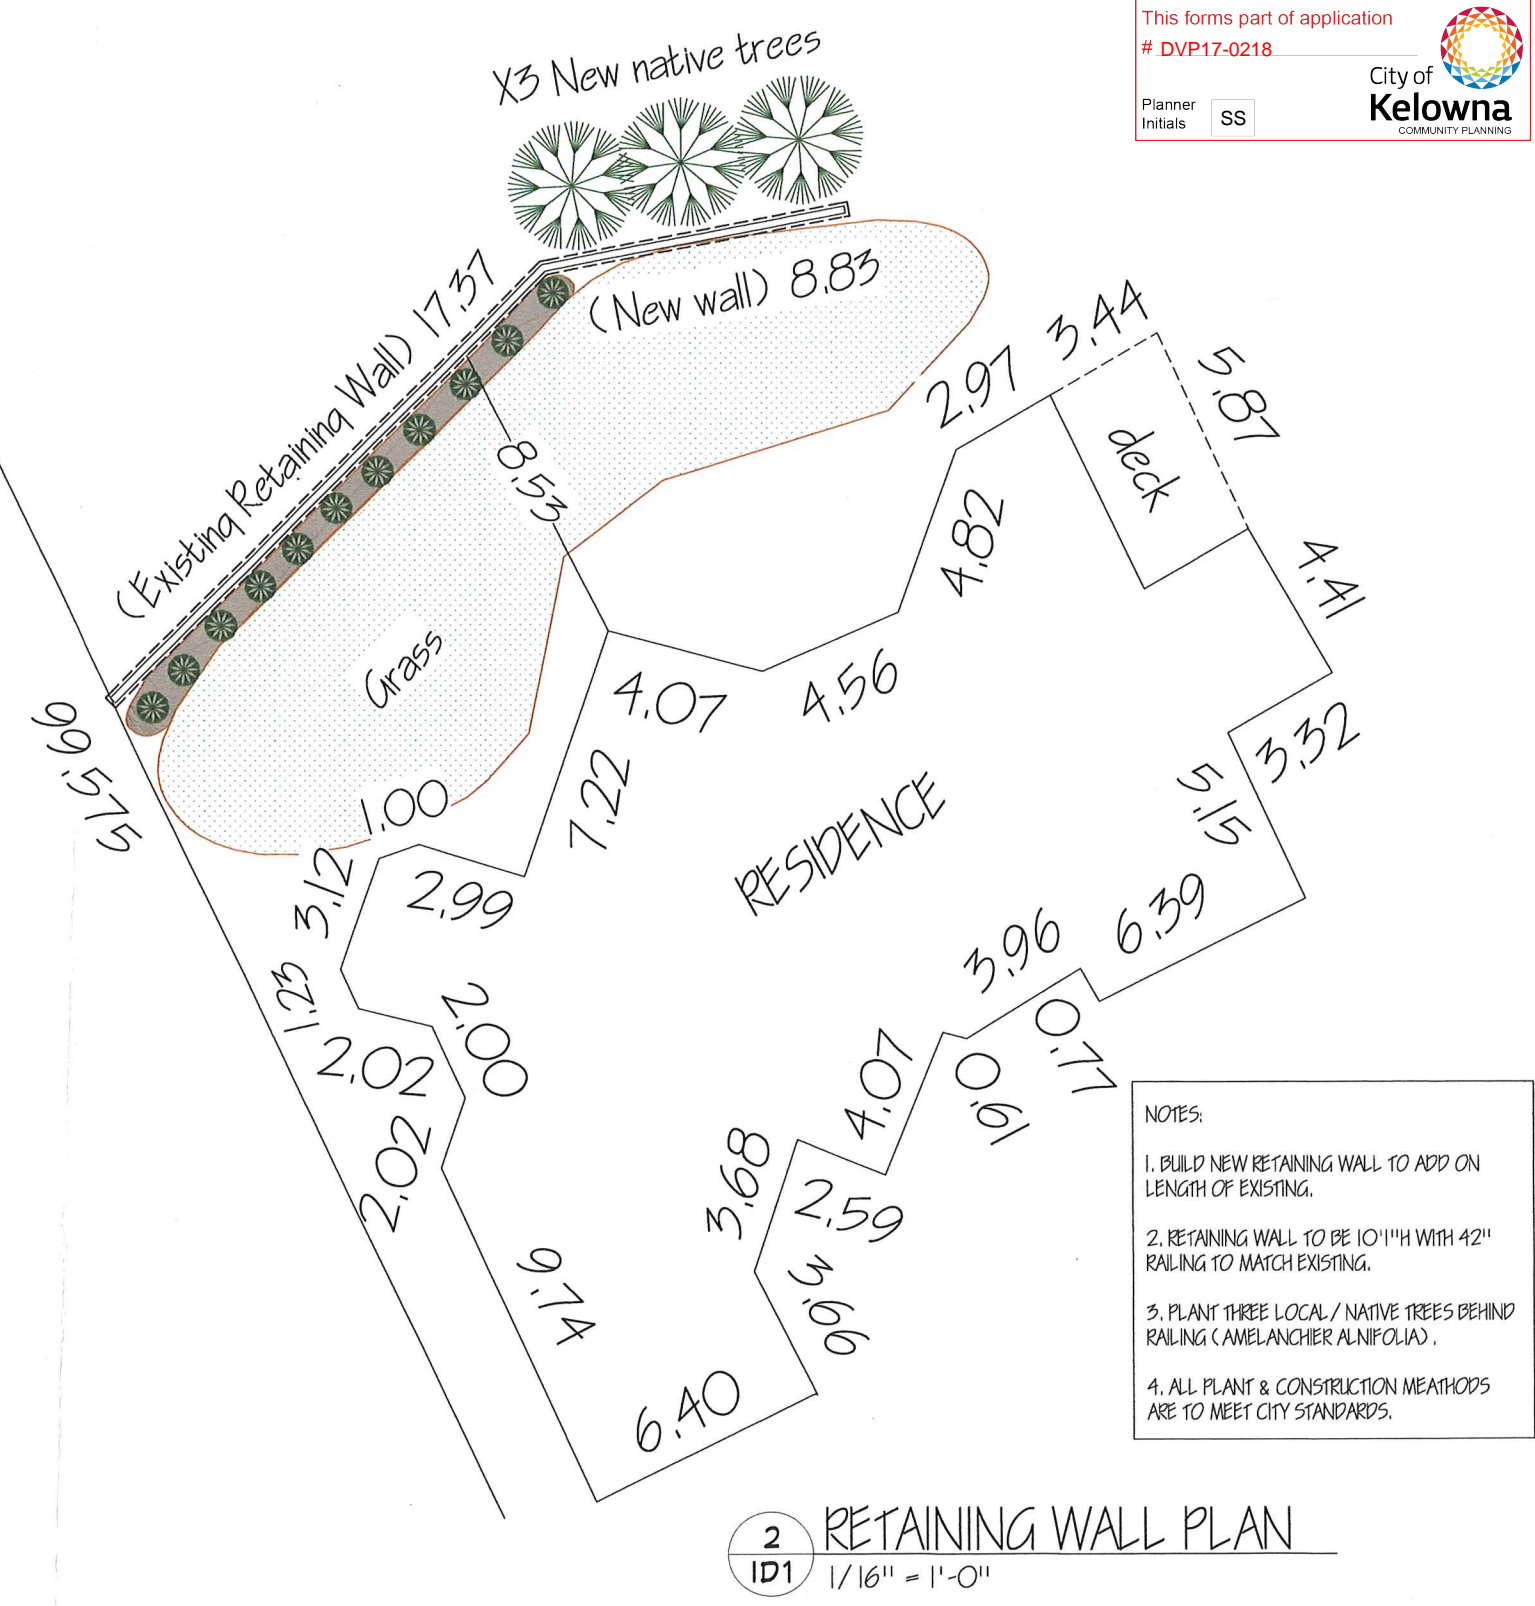 This forms part of application
# DVP17-0218
City of
Kelowna
COMMUNITY PLANNING
Planner
Initials
SS
X3 New native trees
(Existing Retaining Wall) 17.37
(New wall) 8.83
8.53
Grass
99.575
3.44
2.97
5.87
deck
4.82
4.41
4.07
4.56
3.32
7.22
5.15
1.00
RESIDENCE
3.12
2.99
6.39
3.96
1.23
2.00
2.02
0.77
4.07
0.61
2.02
3.68
2.59
3.66
9.74
6.40
NOTES:
1. BUILD NEW RETAINING WALL TO ADD ON
LENGTH OF EXISTING.
2. RETAINING WALL TO BE 10'1"H WITH 42"
RAILING TO MATCH EXISTING.
3. PLANT THREE LOCAL / NATIVE TREES BEHIND
RAILING ( AMELANCHIER ALNIFOLIA) .
4. ALL PLANT & CONSTRUCTION MEATHODS
ARE TO MEET CITY STANDARDS.
2
ID1
RETAINING WALL PLAN
1/16" = 1'-0"